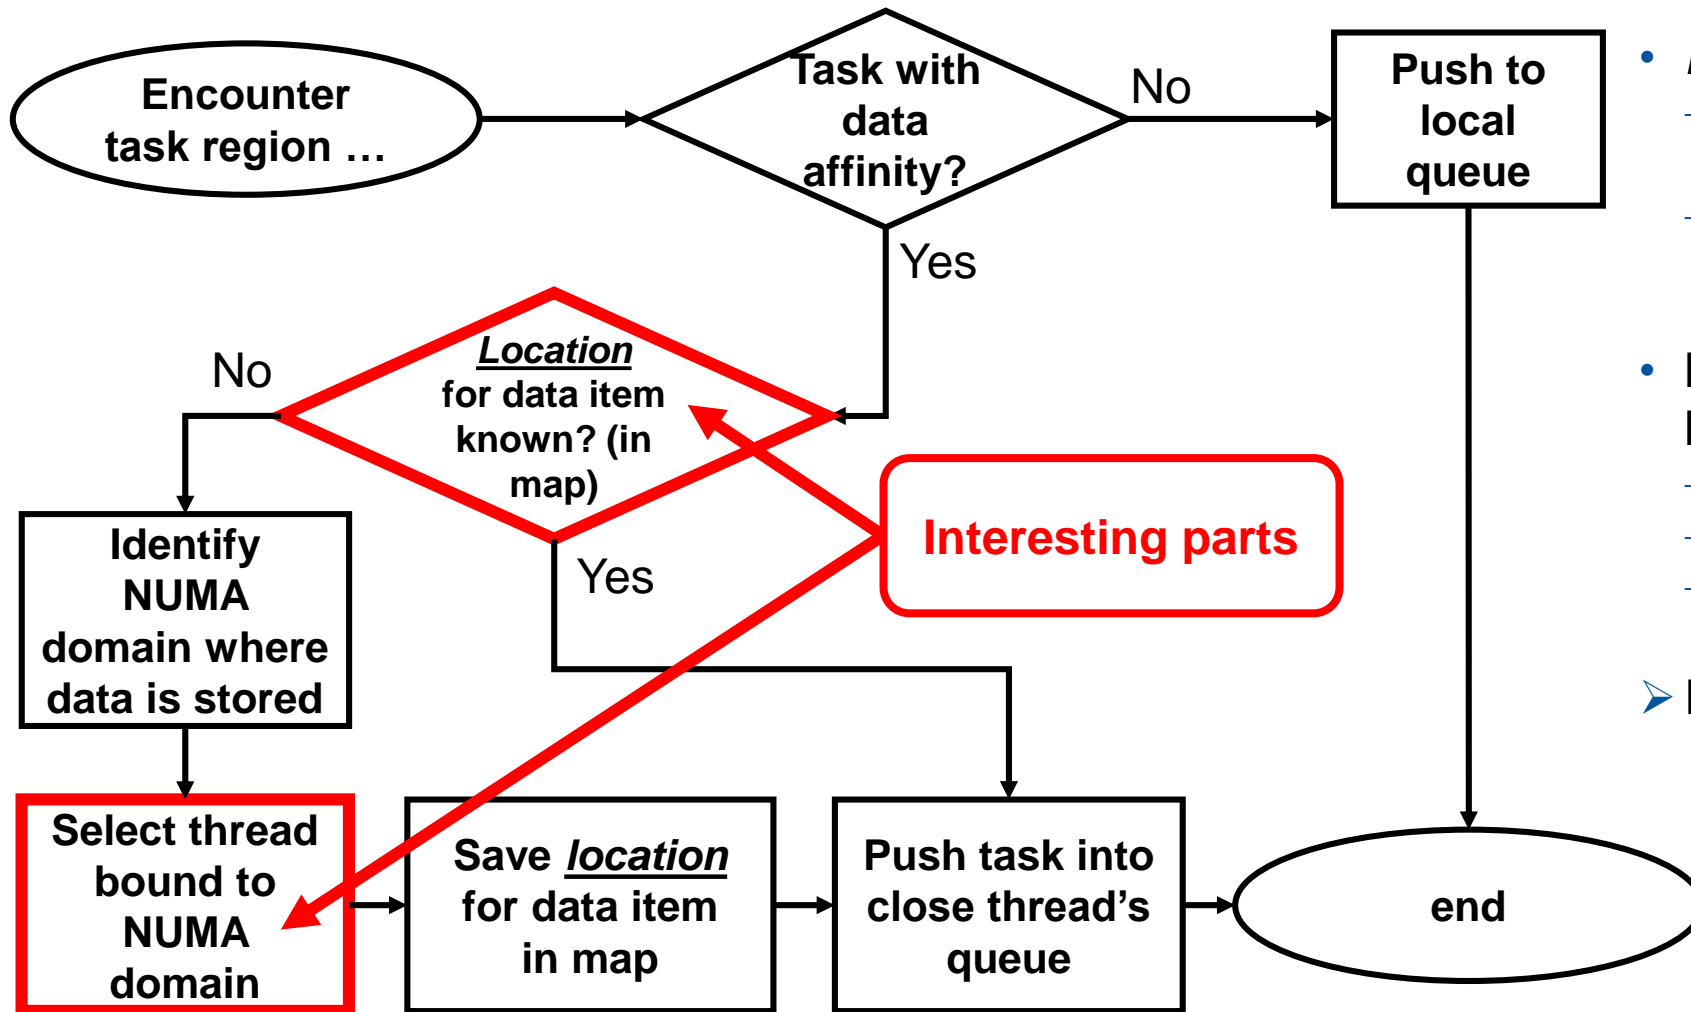 Encounter
task region …
Task with
data
affinity?
No
Push to
local
queue
Yes
Location
for data item
known? (in
map)
No
Yes
Interesting parts
Identify
NUMA
domain where
data is stored
Select thread
bound to
NUMA
domain
Save location
for data item
in map
Push task into
close thread’s
queue
end